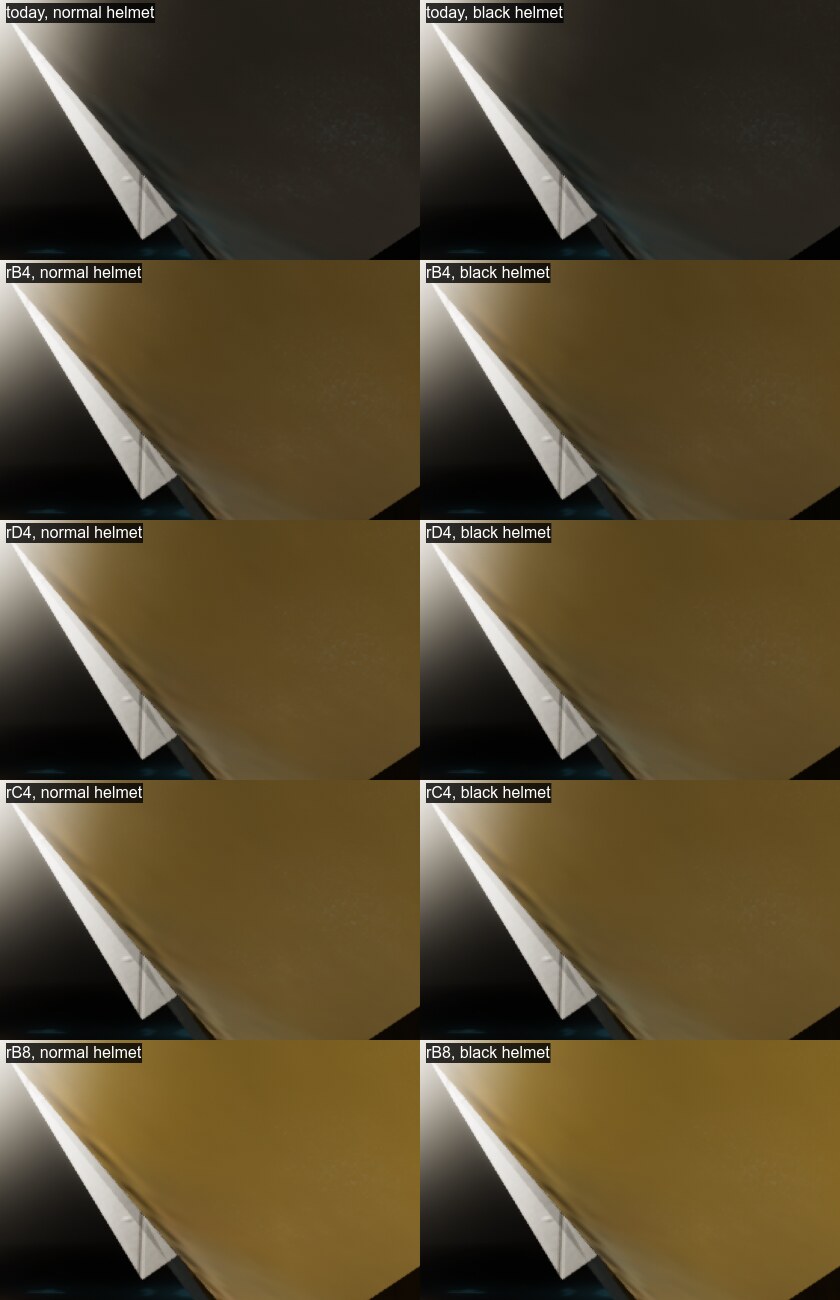 today, normal helmet
today, black helmet
rB4, normal helmet
rB4, black helmet
rD4, normal helmet
rD4, black helmet
rC4, normal helmet
rC4, black helmet
rB8, normal helmet
rB8, black helmet